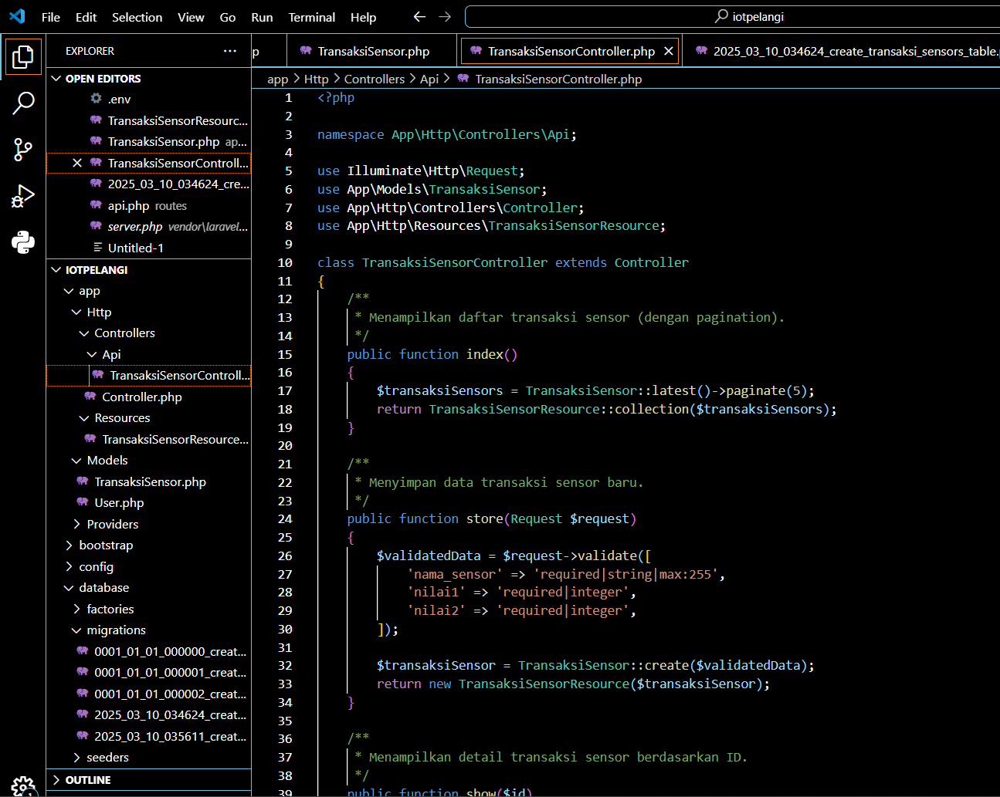 File Edit Selection View Go Run Terminal Help
iotpelangi
EXPLORER
OPEN EDITORS
.env
TransaksiSensorResourc...
TransaksiSensor.php ap...
TransaksiSensorControll...
2025_03_10_034624_cre...
api.php routes
server.php vendor\laravel...
Untitled-1
IOTPELANGI
app
Http
Controllers
Api
TransaksiSensorControll...
Controller.php
Resources
TransaksiSensorResource...
Models
TransaksiSensor.php
User.php
Providers
bootstrap
config
database
factories
migrations
0001_01_01_000000_creat...
0001_01_01_000001_creat...
0001_01_01_000002_creat...
2025_03_10_034624_creat...
2025_03_10_035611_creat...
seeders
OUTLINE
p TransaksiSensor.php TransaksiSensorController.php 2025_03_10_034624_create_transaksi_sensors_table.
app > Http > Controllers > Api > TransaksiSensorController.php
1 <?php
2
3 namespace App\Http\Controllers\Api;
4
5 use Illuminate\Http\Request;
6 use App\Models\TransaksiSensor;
7 use App\Http\Controllers\Controller;
8 use App\Http\Resources\TransaksiSensorResource;
9
10 class TransaksiSensorController extends Controller
11 {
12 /**
13 * Menampilkan daftar transaksi sensor (dengan pagination).
14 */
15 public function index()
16 {
17 $transaksiSensors = TransaksiSensor::latest()->paginate(5);
18 return TransaksiSensorResource::collection($transaksiSensors);
19 }
20
21 /**
22 * Menyimpan data transaksi sensor baru.
23 */
24 public function store(Request $request)
25 {
26 $validatedData = $request->validate([
27 'nama_sensor' => 'required|string|max:255',
28 'nilai1' => 'required|integer',
29 'nilai2' => 'required|integer',
30 ]);
31
32 $transaksiSensor = TransaksiSensor::create($validatedData);
33 return new TransaksiSensorResource($transaksiSensor);
34 }
35
36 /**
37 * Menampilkan detail transaksi sensor berdasarkan ID.
38 */
39 public function show($id)